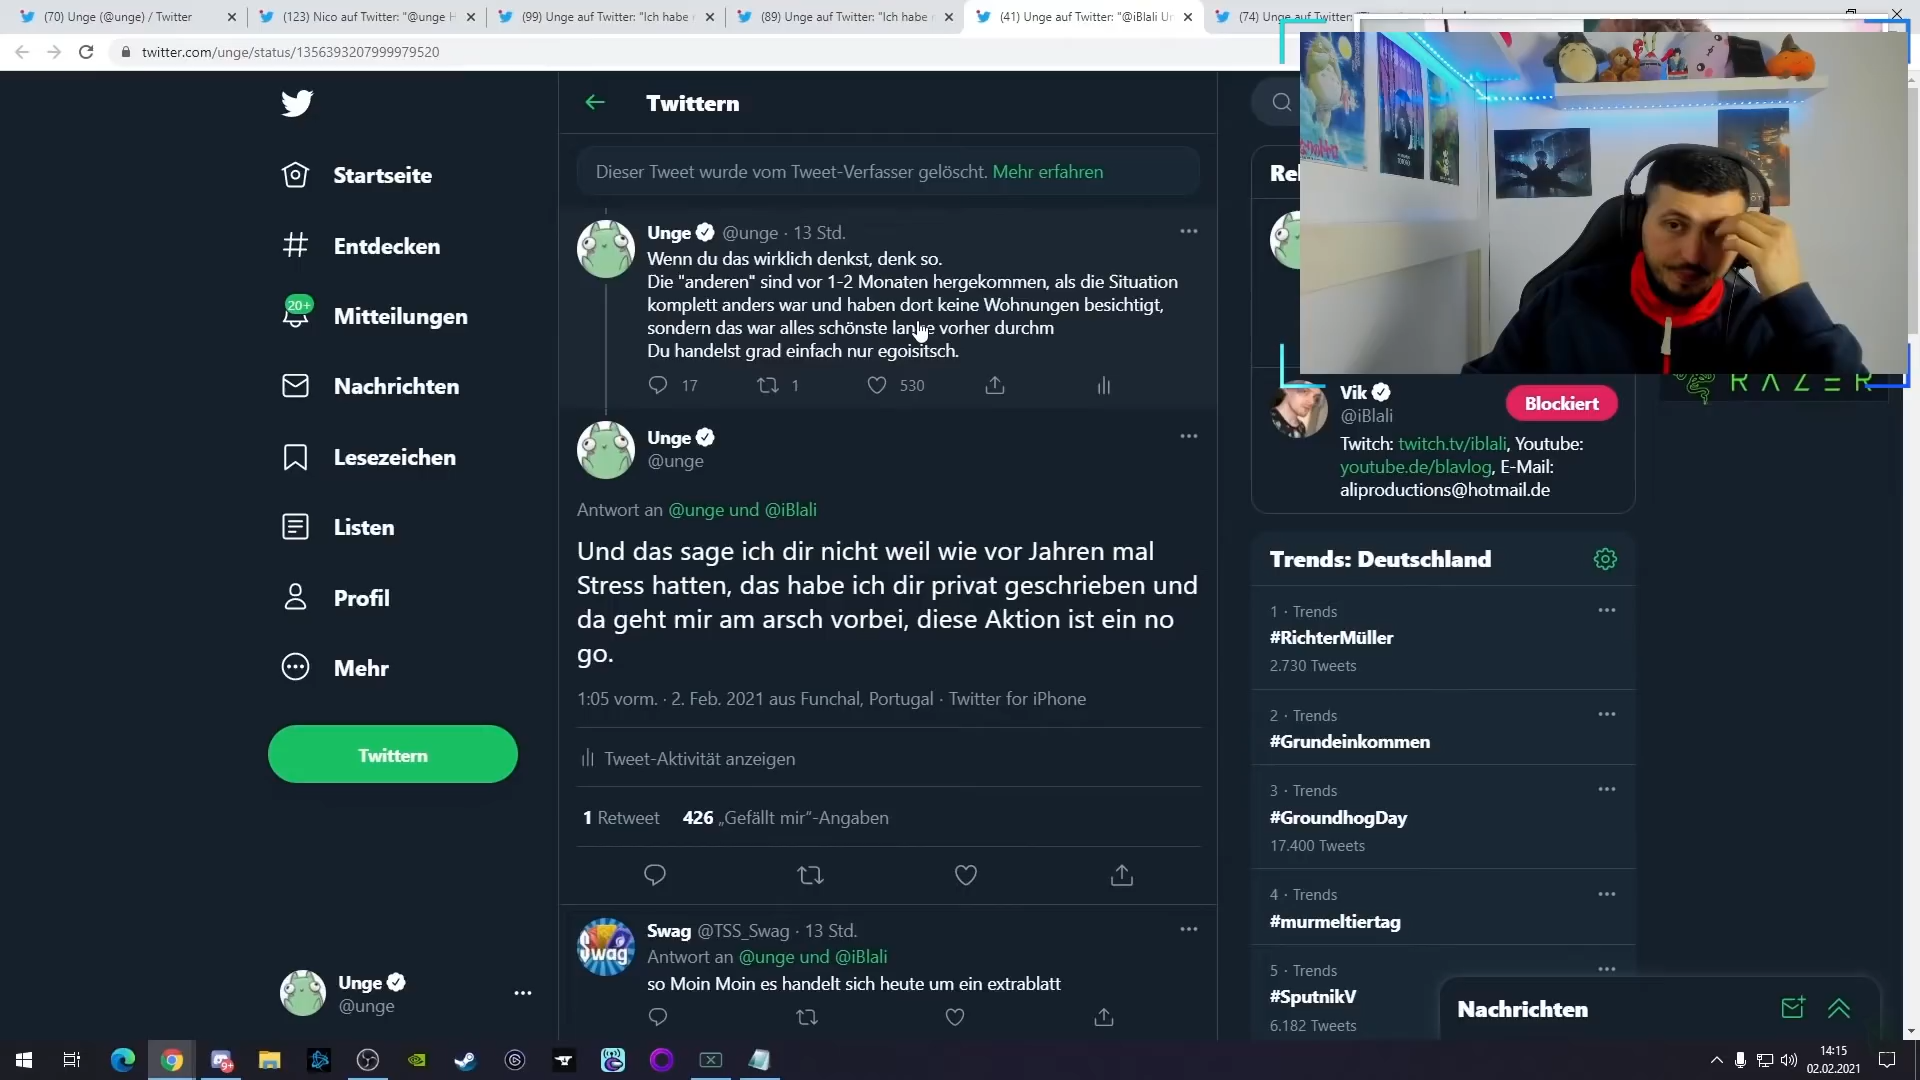 (70) Unge (@unge) / Twitter
(123) Nico auf Twitter: "@unge H
(99) Unge auf Twitter: "Ich habe
(89) Unge auf Twitter: "Ich habe
(41) Unge auf Twitter: "@iBlali Un
(74) Unge auf Twitter:
twitter.com/unge/status/1356393207999979520
Twittern
Dieser Tweet wurde vom Tweet-Verfasser gelöscht. Mehr erfahren
Startseite
Entdecken
20+
Mitteilungen
Nachrichten
Lesezeichen
Listen
Profil
Mehr
Twittern
Unge
@unge
Unge @unge · 13 Std.
Wenn du das wirklich denkst, denk so.
Die "anderen" sind vor 1-2 Monaten hergekommen, als die Situation
komplett anders war und haben dort keine Wohnungen besichtigt,
sondern das war alles schönste lange vorher durchm
Du handelst grad einfach nur egoisitsch.
17 1 530
Unge
@unge
Antwort an @unge und @iBlali
Und das sage ich dir nicht weil wie vor Jahren mal
Stress hatten, das habe ich dir privat geschrieben und
da geht mir am arsch vorbei, diese Aktion ist ein no
go.
1:05 vorm. · 2. Feb. 2021 aus Funchal, Portugal · Twitter for iPhone
Tweet-Aktivität anzeigen
1 Retweet 426 „Gefällt mir“-Angaben
Swag @TSS_Swag · 13 Std.
Antwort an @unge und @iBlali
so Moin Moin es handelt sich heute um ein extrablatt
Rel
RAZER
Vik
@iBlali
Blockiert
Twitch: twitch.tv/iblali, Youtube:
youtube.de/blavlog, E-Mail:
aliproductions@hotmail.de
Trends: Deutschland
1 · Trends
#RichterMüller
2.730 Tweets
2 · Trends
#Grundeinkommen
3 · Trends
#GroundhogDay
17.400 Tweets
4 · Trends
#murmeltiertag
5 · Trends
#SputnikV
6.182 Tweets
Nachrichten
9+
14:15
02.02.2021